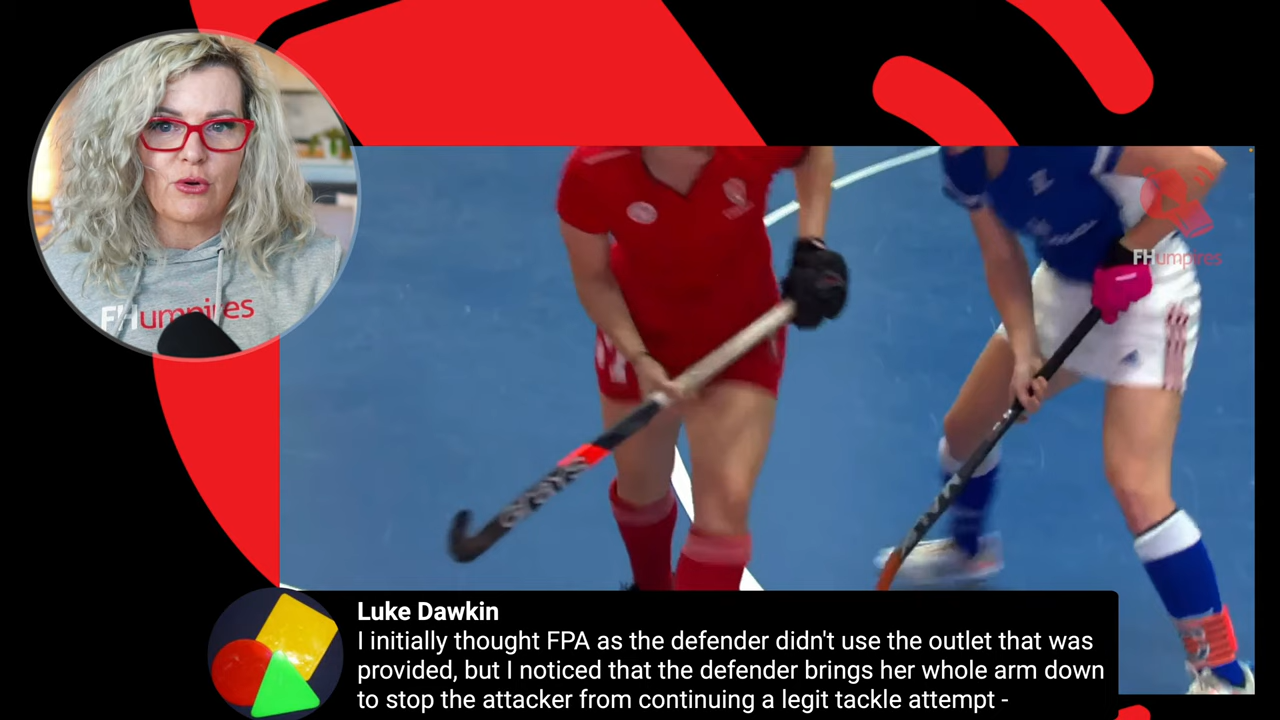 FHumpires
FHumpires
Luke Dawkin
I initially thought FPA as the defender didn't use the outlet that was
provided, but I noticed that the defender brings her whole arm down
to stop the attacker from continuing a legit tackle attempt -